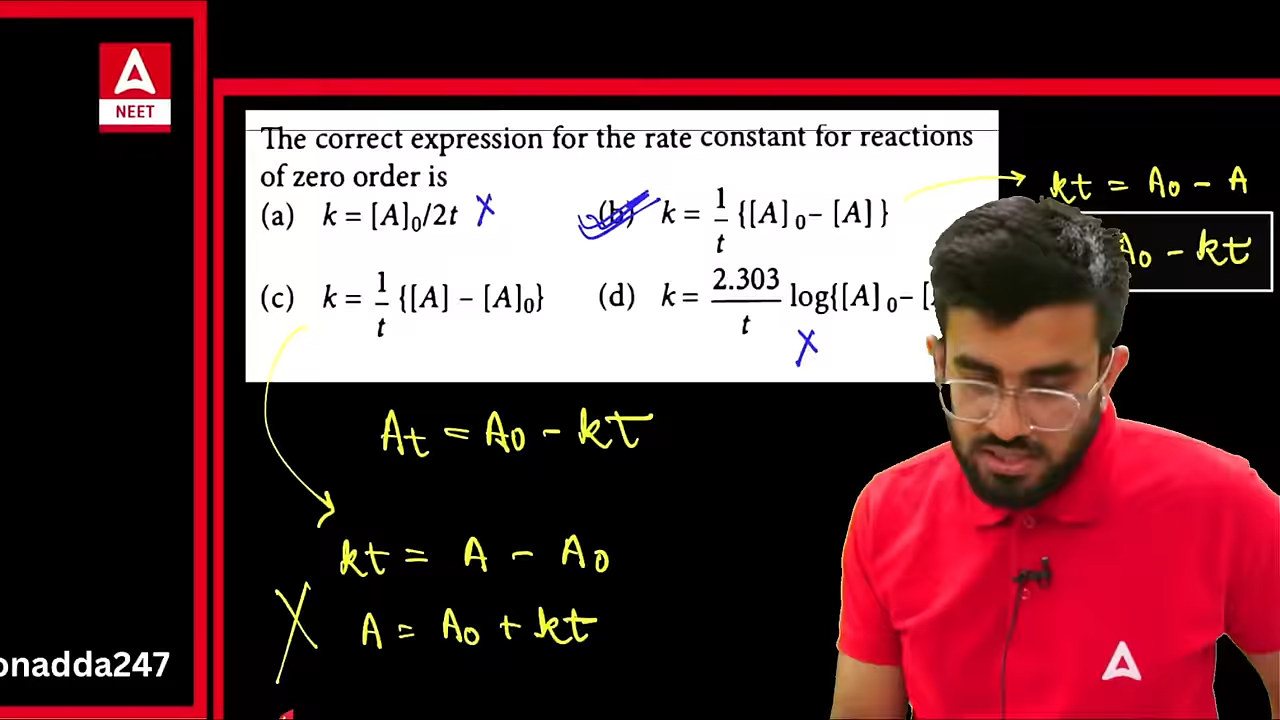 NEET
The correct expression for the rate constant for reactions
of zero order is
(a) k = [A]₀/2t X
(b) k = 1/t {[A]₀ – [A]}
(c) k = 1/t {[A] – [A]₀}
(d) k = 2.303/t log{[A]₀ – [
X
kt = A₀ – A
A₀ – kt
At = A₀ – kt
kt = A – A₀
X A = A₀ + kt
onadda247